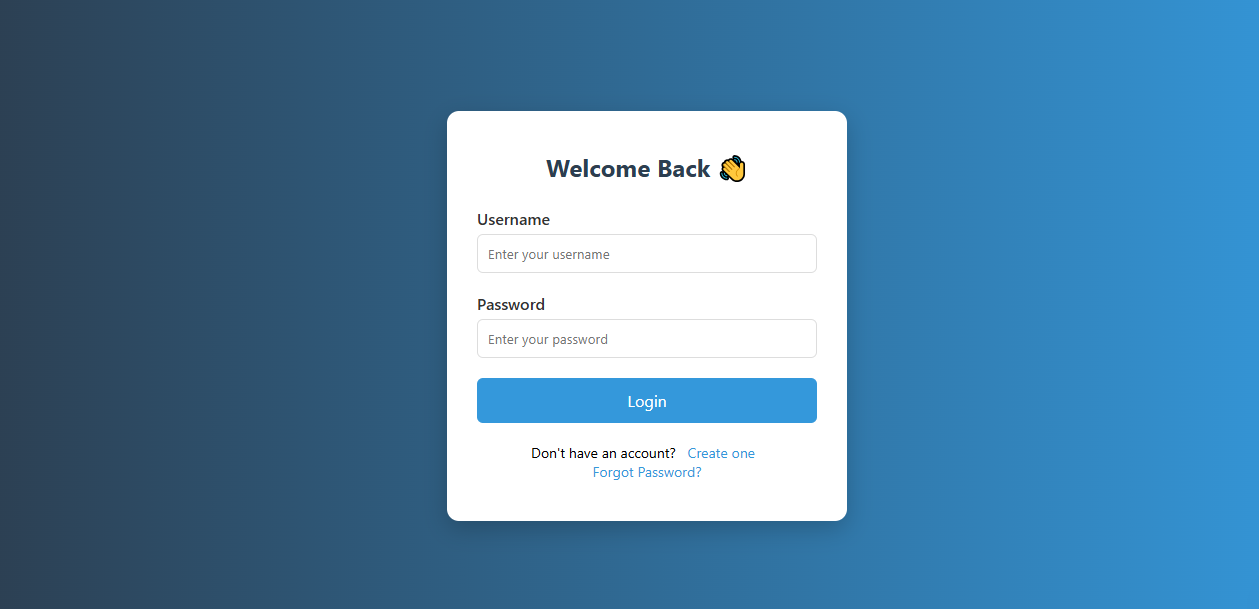 Welcome Back 👋
Username
Enter your username
Password
Enter your password
Login
Don't have an account? Create one
Forgot Password?